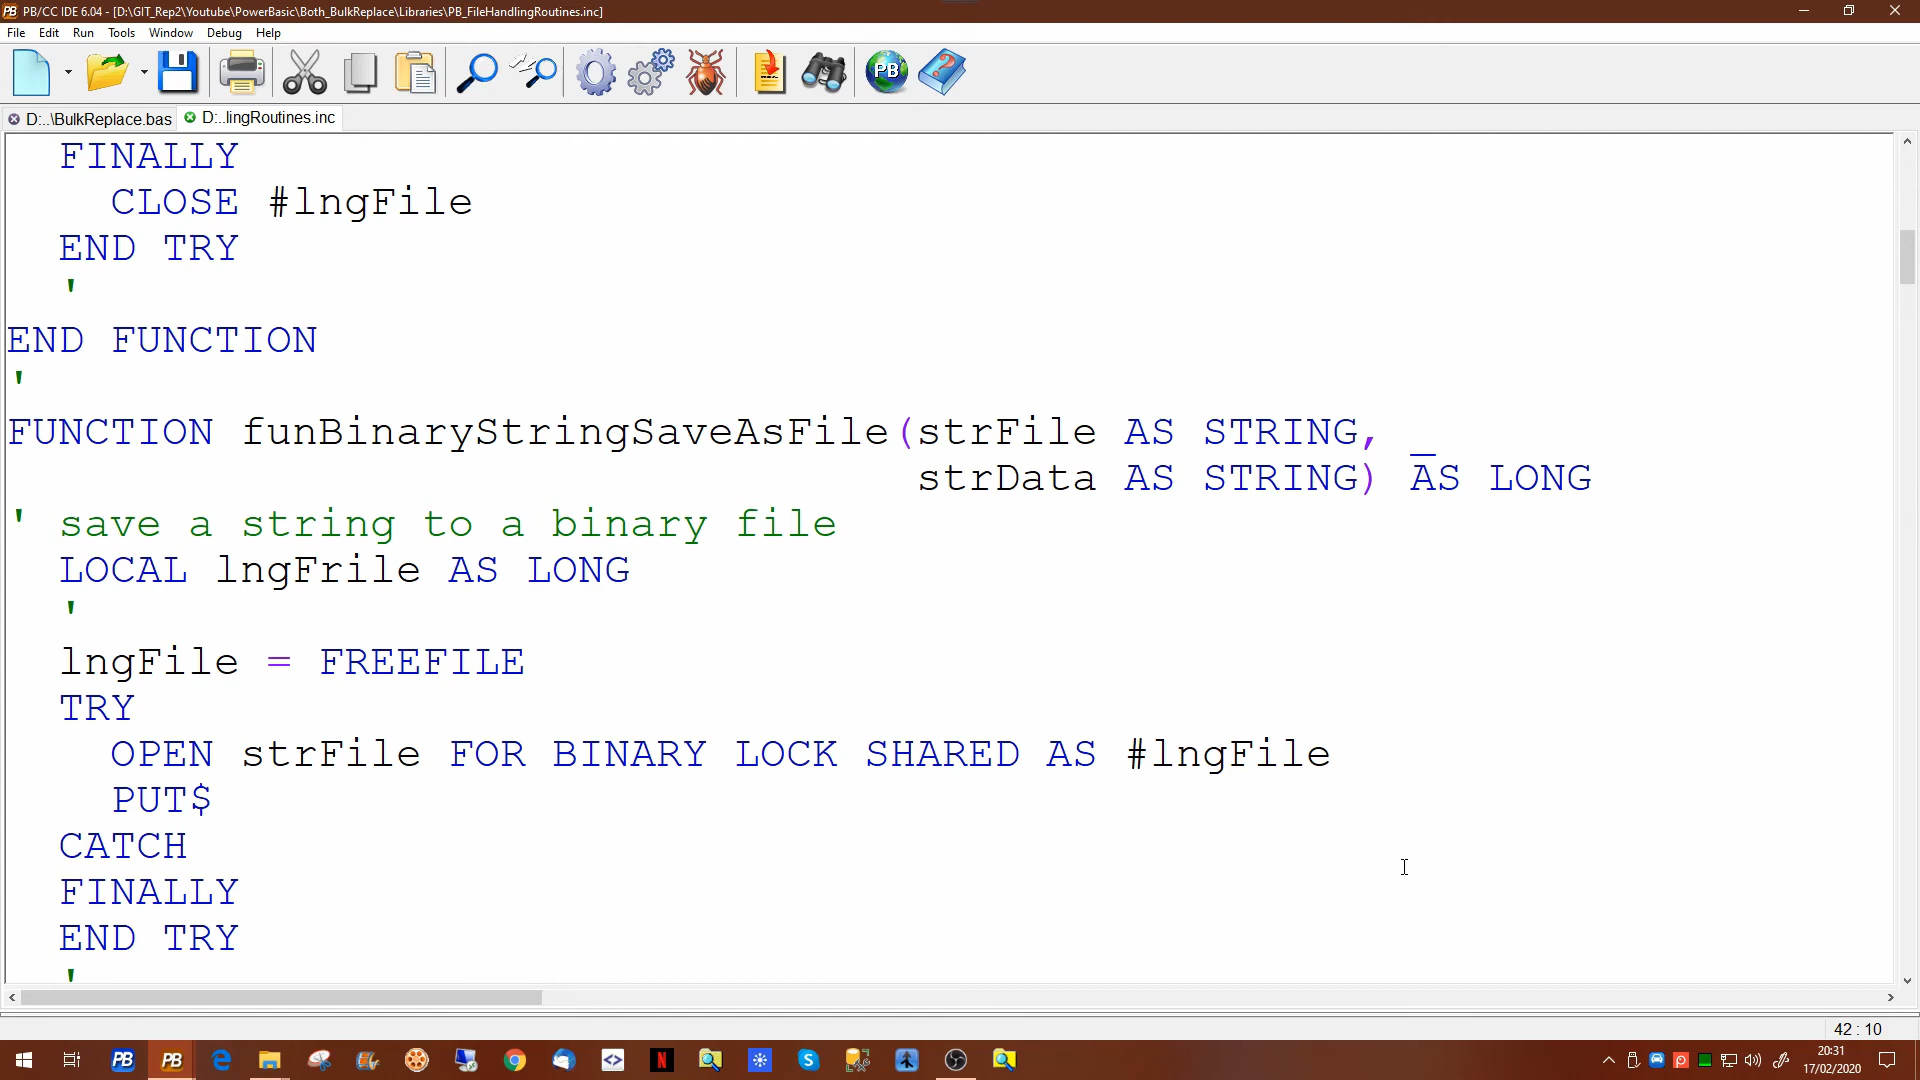 PB/CC IDE 6.04 - [D:\GIT_Rep2\Youtube\PowerBasic\Both_BulkReplace\Libraries\PB_FileHandlingRoutines.inc]
File Edit Run Tools Window Debug Help
PB
D:..\BulkReplace.bas D:..lingRoutines.inc
FINALLY
CLOSE #lngFile
END TRY
'
END FUNCTION
'
FUNCTION funBinaryStringSaveAsFile(strFile AS STRING, _
strData AS STRING) AS LONG
' save a string to a binary file
LOCAL lngFrile AS LONG
'
lngFile = FREEFILE
TRY
OPEN strFile FOR BINARY LOCK SHARED AS #lngFile
PUT$
CATCH
FINALLY
END TRY
'
42 : 10
20:31
17/02/2020